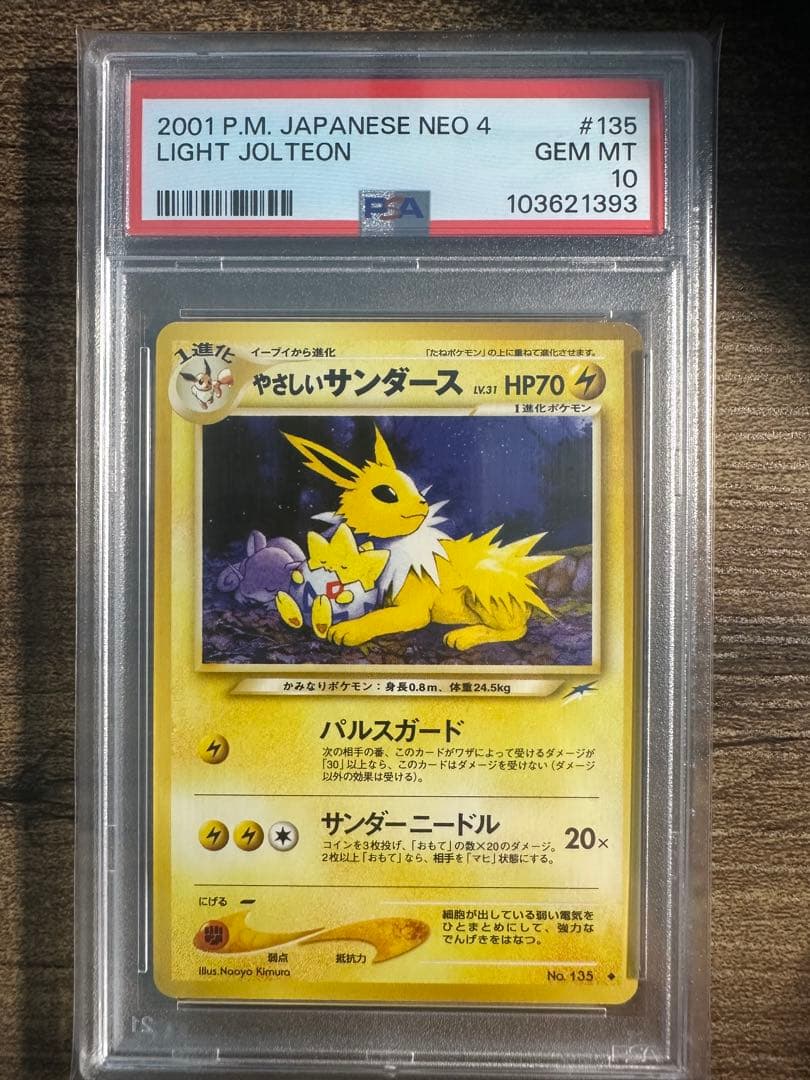 2001 P.M. JAPANESE NEO 4 #135
LIGHT JOLTEON GEM MT
10
PSA 103621393
1進化
イーブイから進化
「たねポケモン」の上に重ねて進化させます。
やさしいサンダース LV.31 HP70
1進化ポケモン
かみなりポケモン：身長0.8m、体重24.5kg
パルスガード
次の相手の番、このカードがワザによって受けるダメージが
「30」以上なら、このカードはダメージを受けない（ダメージ
以外の効果は受ける）。
サンダーニードル 20×
コインを3枚投げ、「おもて」の数×20のダメージ。
2枚以上「おもて」なら、相手を「マヒ」状態にする。
にげる
弱点 抵抗力
細胞が出している弱い電気を
ひとまとめにして、強力な
でんげきをはなつ。
Illus.Naoyo Kimura
No. 135